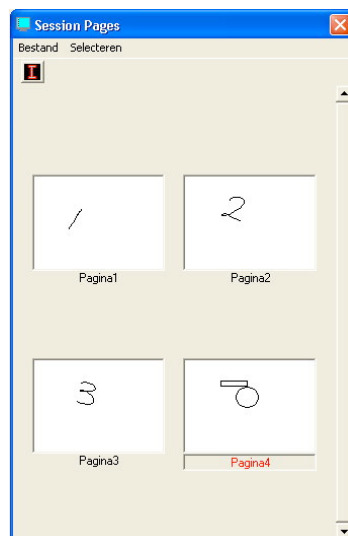 Session Pages
Bestand Selecteren
I
1 2
Pagina1 Pagina2
3
Pagina3 Pagina4